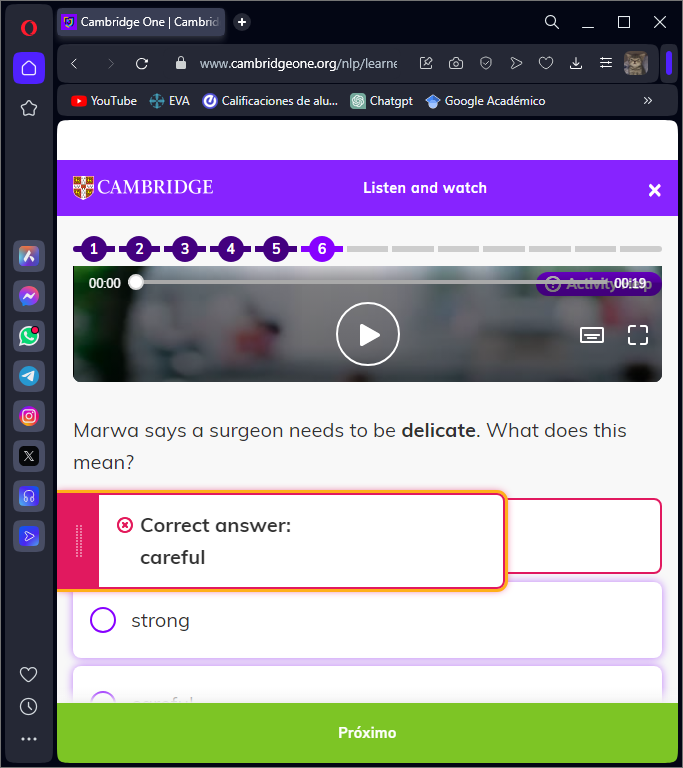 Cambridge One | Cambrid
www.cambridgeone.org/nlp/learne
YouTube
EVA
Calificaciones de alu...
Chatgpt
Google Académico
»
CAMBRIDGE
Listen and watch
1 2 3 4 5 6
00:00
00:19
Activity
Marwa says a surgeon needs to be delicate. What does this
mean?
Correct answer:
careful
strong
careful
Próximo